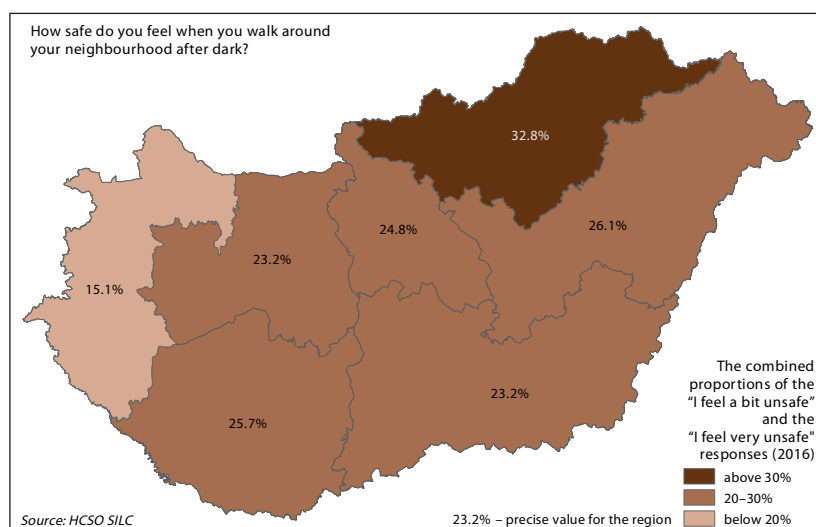 How safe do you feel when you walk around
your neighbourhood after dark?
32.8%
24.8%
26.1%
23.2%
15.1%
25.7%
23.2%
The combined
proportions of the
“I feel a bit unsafe”
and the
“I feel very unsafe"
responses (2016)
above 30%
20–30%
below 20%
Source: HCSO SILC
23.2% – precise value for the region